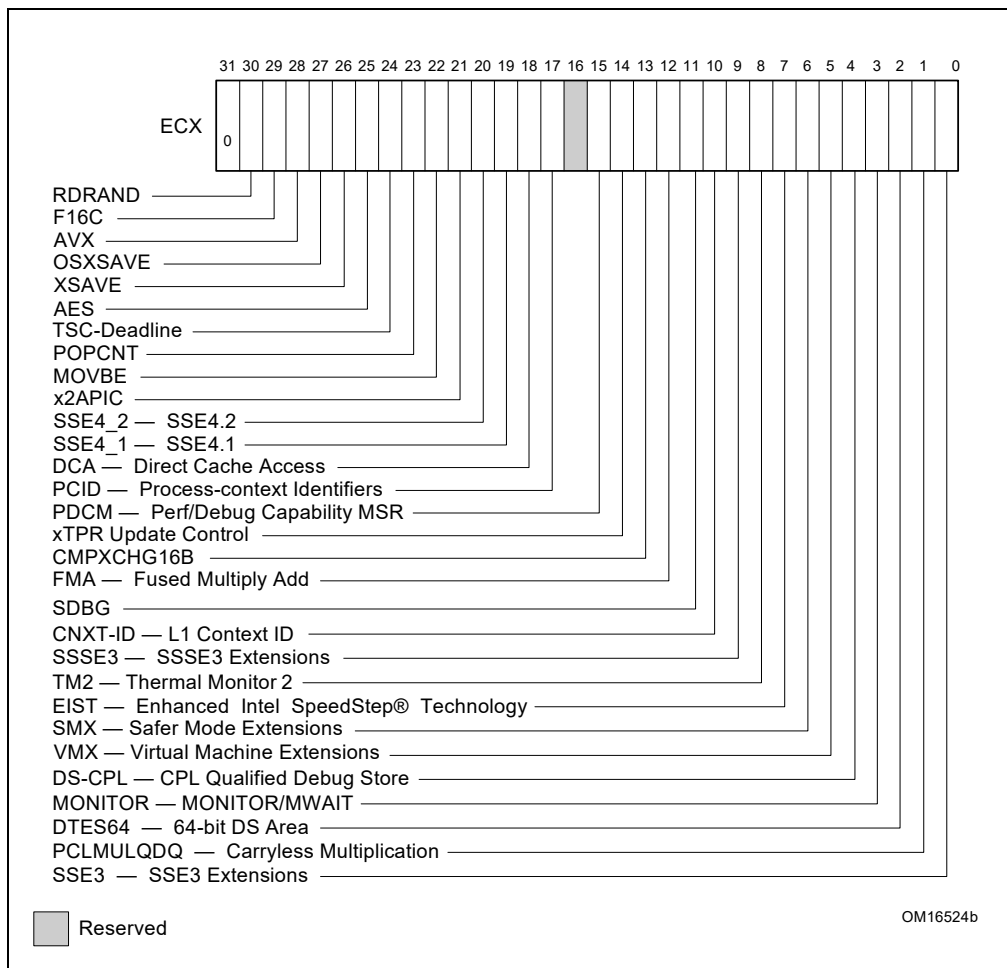 31 30 29 28 27 26 25 24 23 22 21 20 19 18 17 16 15 14 13 12 11 10 9 8 7 6 5 4 3 2 1 0
ECX
0
RDRAND
F16C
AVX
OSXSAVE
XSAVE
AES
TSC-Deadline
POPCNT
MOVBE
x2APIC
SSE4_2 — SSE4.2
SSE4_1 — SSE4.1
DCA — Direct Cache Access
PCID — Process-context Identifiers
PDCM — Perf/Debug Capability MSR
xTPR Update Control
CMPXCHG16B
FMA — Fused Multiply Add
SDBG
CNXT-ID — L1 Context ID
SSSE3 — SSSE3 Extensions
TM2 — Thermal Monitor 2
EIST — Enhanced Intel SpeedStep® Technology
SMX — Safer Mode Extensions
VMX — Virtual Machine Extensions
DS-CPL — CPL Qualified Debug Store
MONITOR — MONITOR/MWAIT
DTES64 — 64-bit DS Area
PCLMULQDQ — Carryless Multiplication
SSE3 — SSE3 Extensions
Reserved
OM16524b